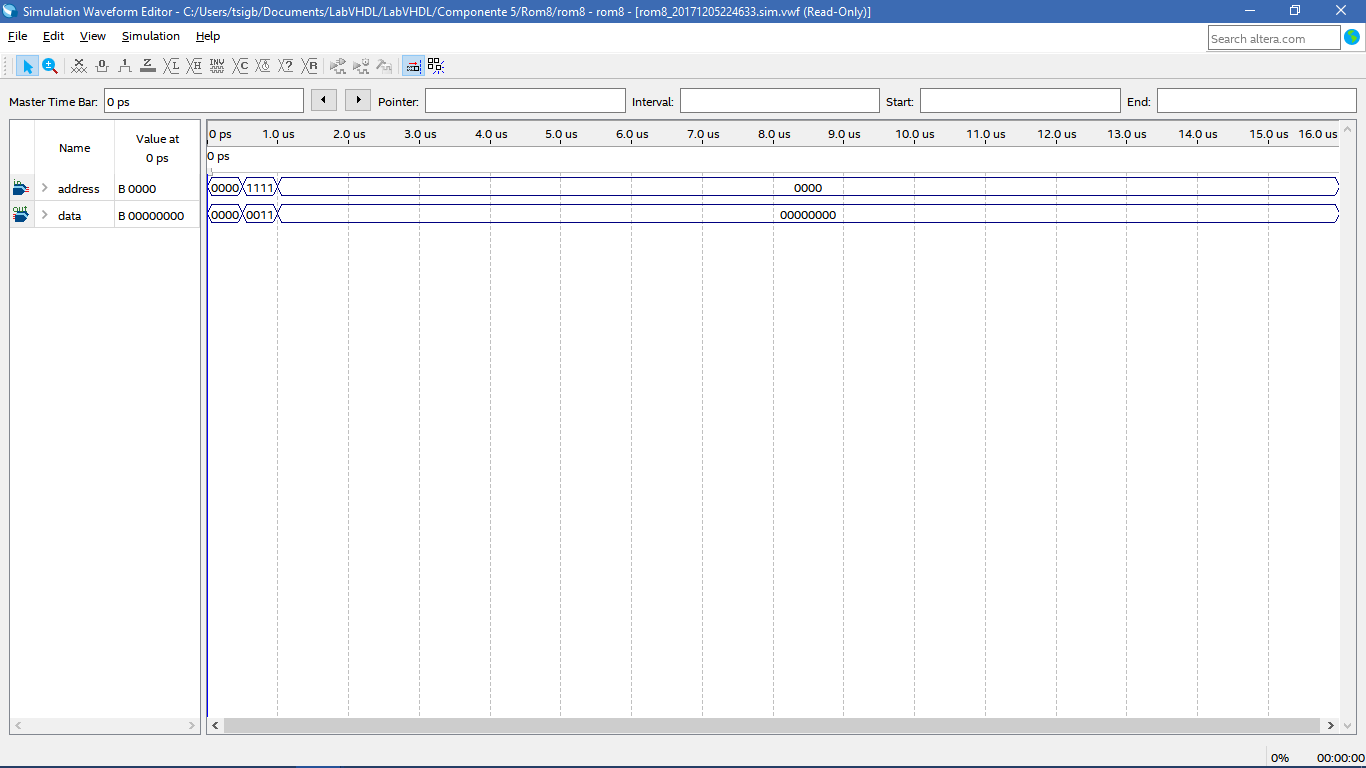 Simulation Waveform Editor - C:/Users/tsigb/Documents/LabVHDL/LabVHDL/Componente 5/Rom8/rom8 - rom8 - [rom8_20171205224633.sim.vwf (Read-Only)]
File Edit View Simulation Help
Search altera.com
Master Time Bar: 0 ps Pointer: Interval: Start: End:
Name Value at 0 ps
0 ps 1.0 us 2.0 us 3.0 us 4.0 us 5.0 us 6.0 us 7.0 us 8.0 us 9.0 us 10.0 us 11.0 us 12.0 us 13.0 us 14.0 us 15.0 us 16.0 us
0 ps
in address B 0000 0000 1111 0000
out data B 00000000 0000 0011 00000000
0% 00:00:00